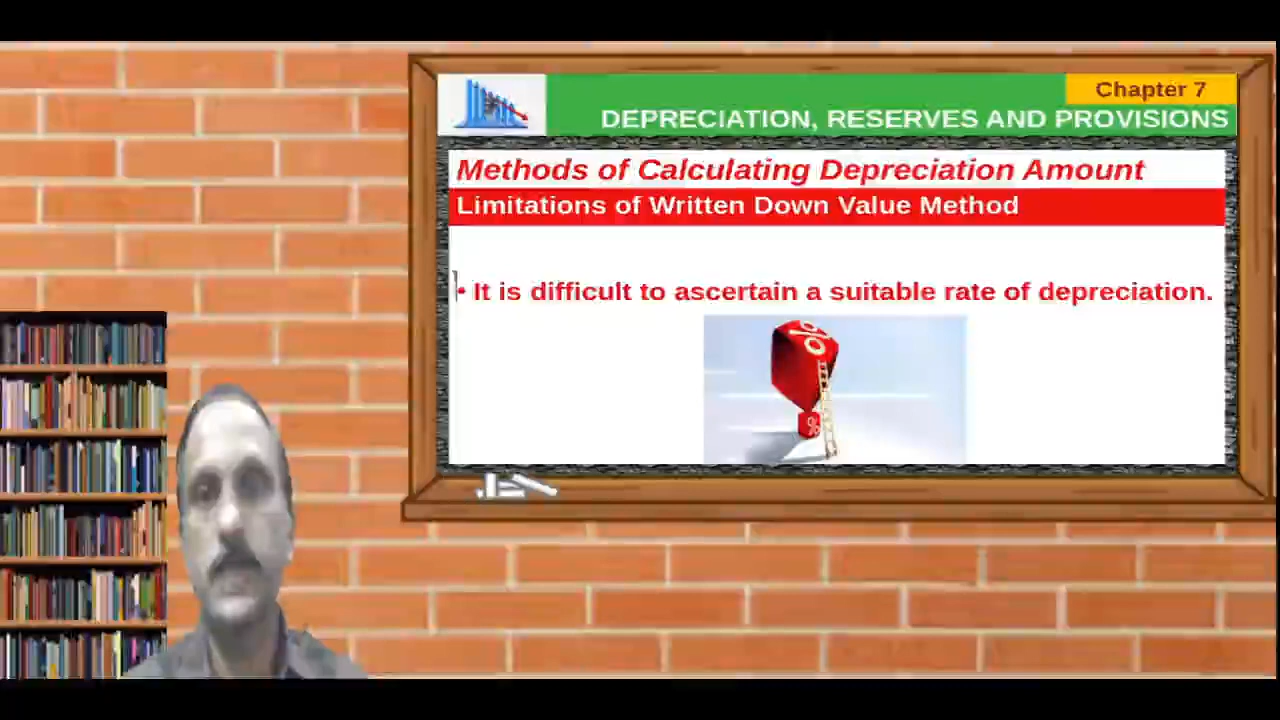 Chapter 7
DEPRECIATION, RESERVES AND PROVISIONS
Methods of Calculating Depreciation Amount
Limitations of Written Down Value Method
• It is difficult to ascertain a suitable rate of depreciation.
%
%